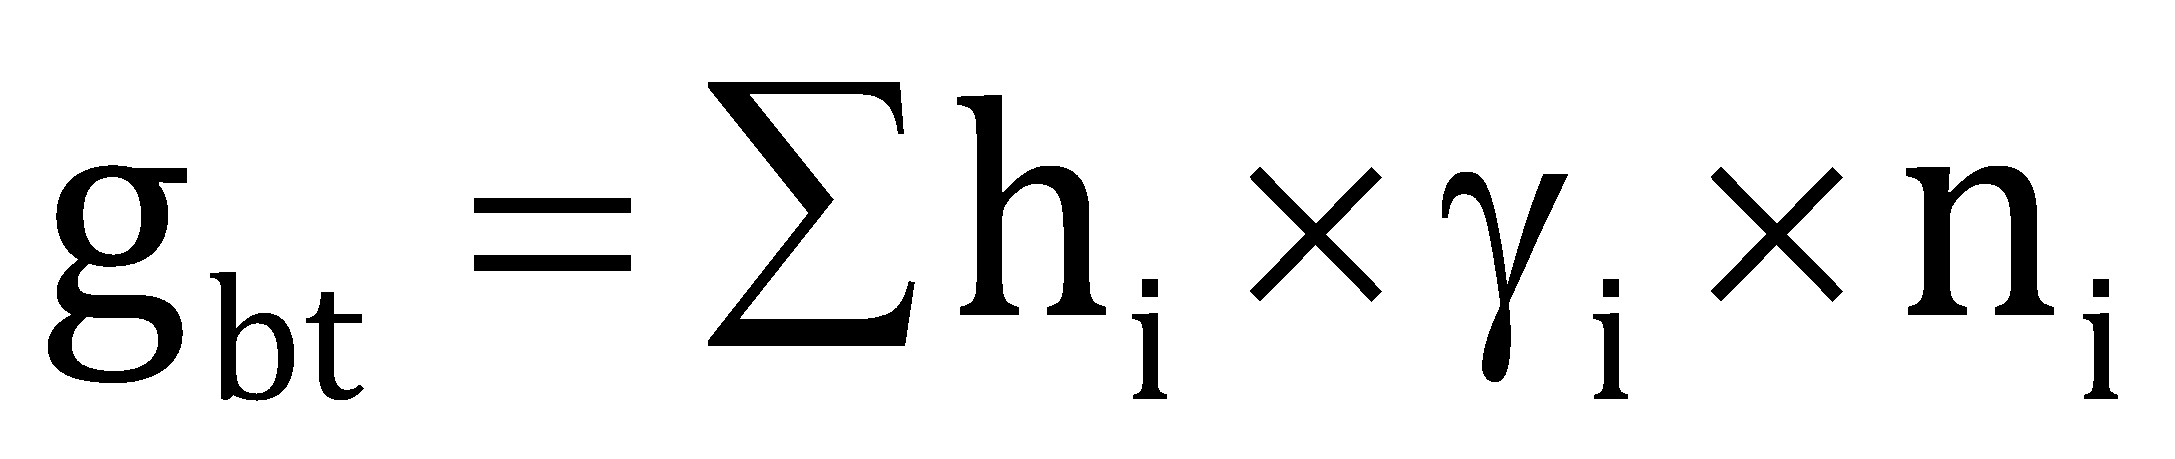 g_bt = ∑ h_i × γ_i × n_i